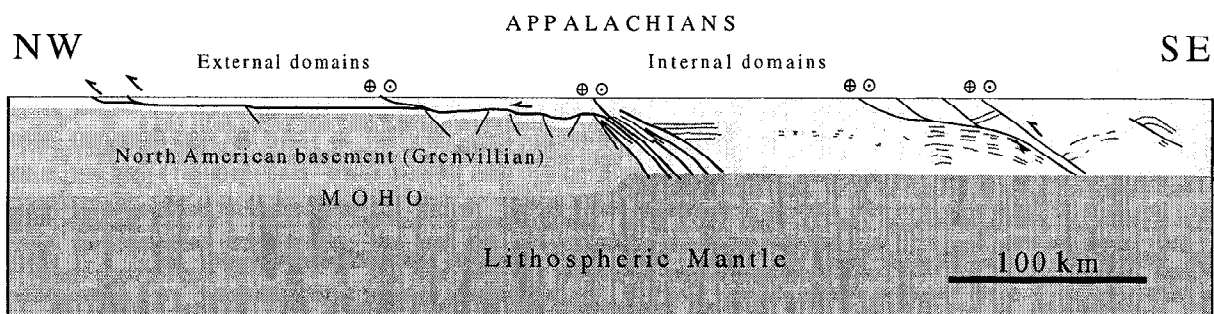 APPALACHIANS
NW
SE
External domains
Internal domains
North American basement (Grenvillian)
MOHO
Lithospheric Mantle
100 km